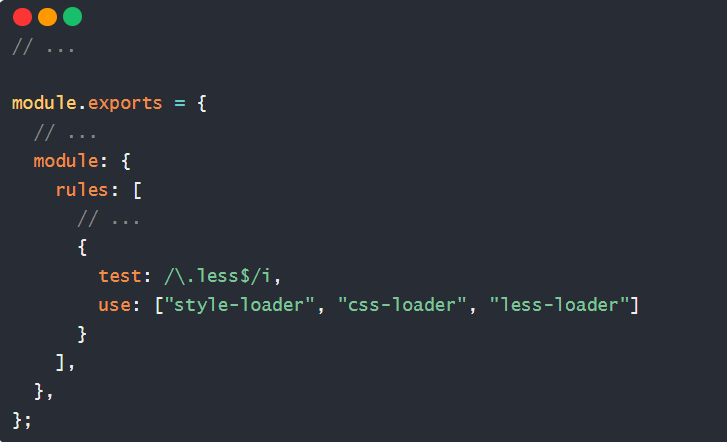 // ...

module.exports = {
  // ...
  module: {
    rules: [
      // ...
      {
        test: /\.less$/i,
        use: ["style-loader", "css-loader", "less-loader"]
      }
    ],
  },
};